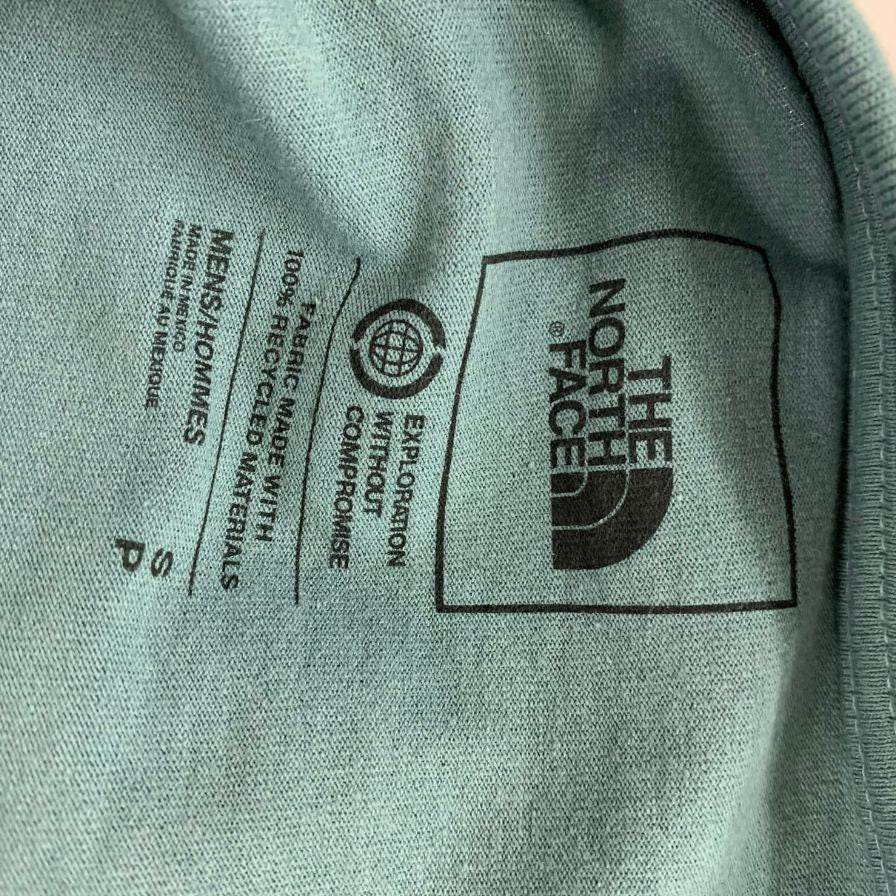 THE
NORTH
FACE®
EXPLORATION
WITHOUT
COMPROMISE
FABRIC MADE WITH
100% RECYCLED MATERIALS
MENS/HOMMES
MADE IN MEXICO
FABRIQUÉ AU MEXIQUE
S
P